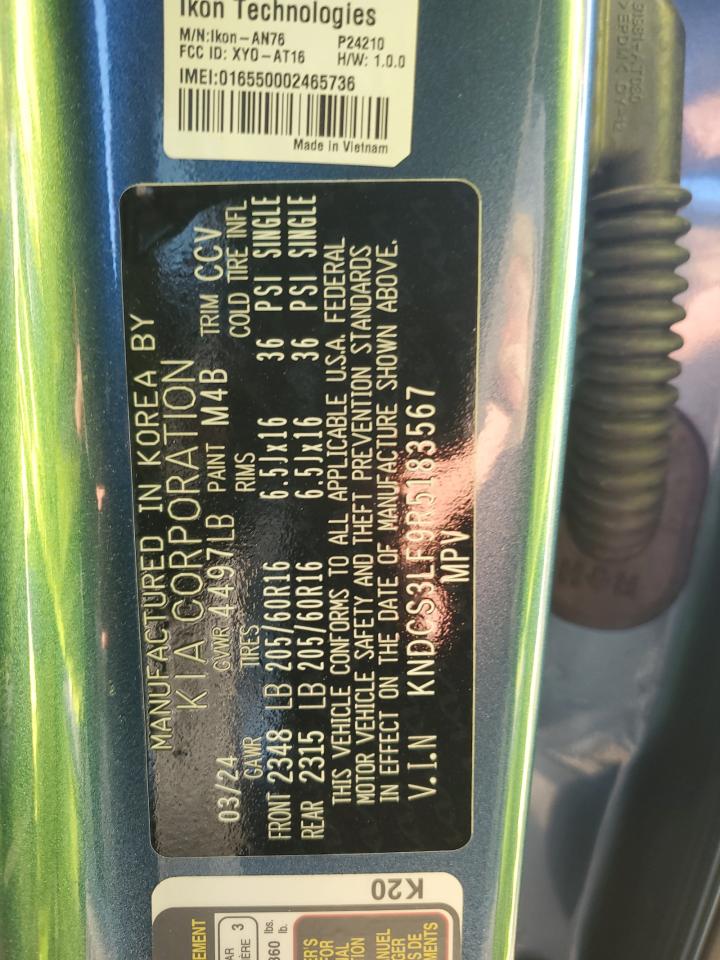 Ikon Technologies
M/N:Ikon-AN76 P24210
FCC ID: XYO-AT16 H/W: 1.0.0
IMEI:016550002465736
Made in Vietnam
MANUFACTURED IN KOREA BY
KIA CORPORATION
03/24 GVWR 4497LB PAINT M4B TRIM CCV
GAWR TIRES RIMS COLD TIRE INFL
FRONT 2348 LB 205/60R16 6.5Jx16 36 PSI SINGLE
REAR 2315 LB 205/60R16 6.5Jx16 36 PSI SINGLE
THIS VEHICLE CONFORMS TO ALL APPLICABLE U.S.A. FEDERAL
MOTOR VEHICLE SAFETY AND THEFT PREVENTION STANDARDS
IN EFFECT ON THE DATE OF MANUFACTURE SHOWN ABOVE.
V.I.N KNDCS3LF9R5183567
MPV
K20